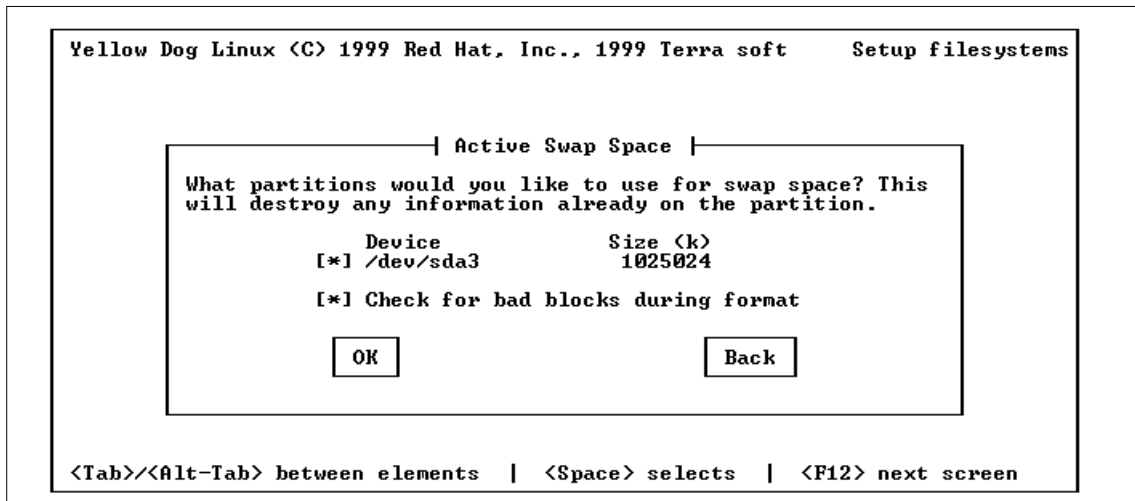 Yellow Dog Linux (C) 1999 Red Hat, Inc., 1999 Terra soft Setup filesystems
Active Swap Space
What partitions would you like to use for swap space? This
will destroy any information already on the partition.
Device Size (k)
[*] /dev/sda3 1025024
[*] Check for bad blocks during format
OK Back
<Tab>/<Alt-Tab> between elements | <Space> selects | <F12> next screen